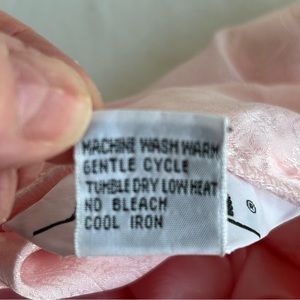 MACHINE WASH WARM
GENTLE CYCLE
TUMBLE DRY LOW HEAT
NO BLEACH
COOL IRON
®